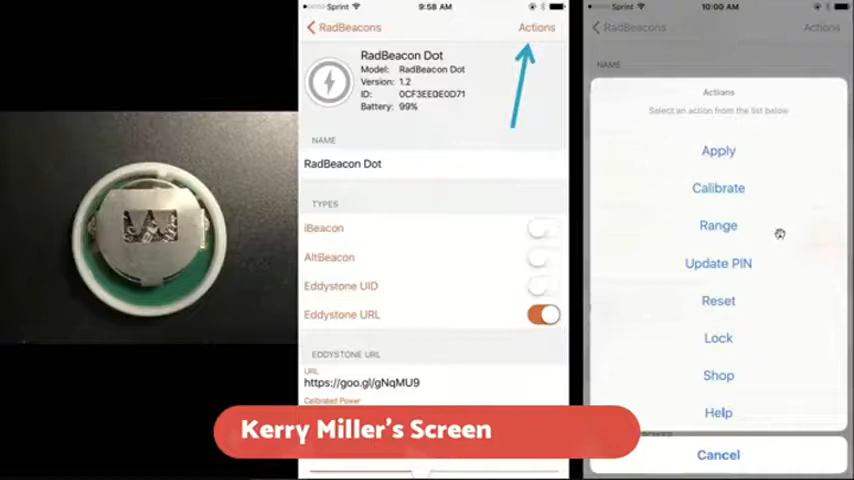 Sprint
9:58 AM
RadBeacons
Actions
RadBeacon Dot
Model: RadBeacon Dot
Version: 1.2
ID: 0CF3EE0E0D71
Battery: 99%
NAME
RadBeacon Dot
TYPES
iBeacon
AltBeacon
Eddystone UID
Eddystone URL
EDDYSTONE URL
URL
https://goo.gl/gNqMU9
Calibrated Power
Sprint
10:00 AM
RadBeacons
Actions
NAME
Actions
Select an action from the list below
Apply
Calibrate
Range
Update PIN
Reset
Lock
Shop
Help
Cancel
Kerry Miller's Screen